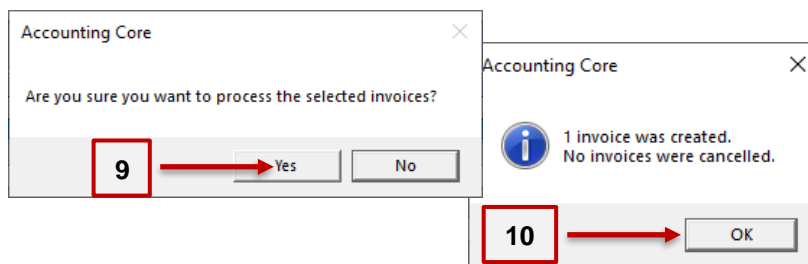 Accounting Core
Are you sure you want to process the selected invoices?
9
Yes
No
Accounting Core
1 invoice was created.
No invoices were cancelled.
10
OK